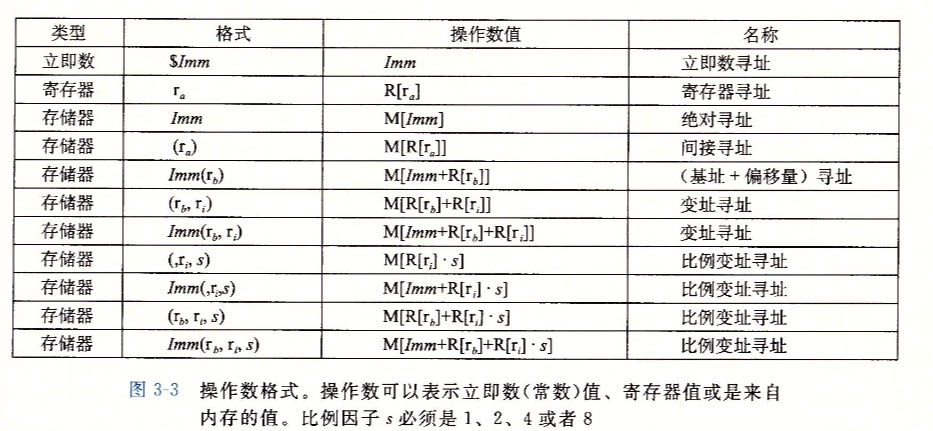 类型 格式 操作数值 名称
立即数 $Imm Imm 立即数寻址
寄存器 rₐ R[rₐ] 寄存器寻址
存储器 Imm M[Imm] 绝对寻址
存储器 (rₐ) M[R[rₐ]] 间接寻址
存储器 Imm(r_b) M[Imm+R[r_b]] （基址+偏移量）寻址
存储器 (r_b, r_i) M[R[r_b]+R[r_i]] 变址寻址
存储器 Imm(r_b, r_i) M[Imm+R[r_b]+R[r_i]] 变址寻址
存储器 (,r_i, s) M[R[r_i]·s] 比例变址寻址
存储器 Imm(,r_i,s) M[Imm+R[r_i]·s] 比例变址寻址
存储器 (r_b, r_i, s) M[R[r_b]+R[r_i]·s] 比例变址寻址
存储器 Imm(r_b, r_i, s) M[Imm+R[r_b]+R[r_i]·s] 比例变址寻址
图 3-3 操作数格式。操作数可以表示立即数(常数)值、寄存器值或是来自
内存的值。比例因子 s 必须是 1、2、4 或者 8